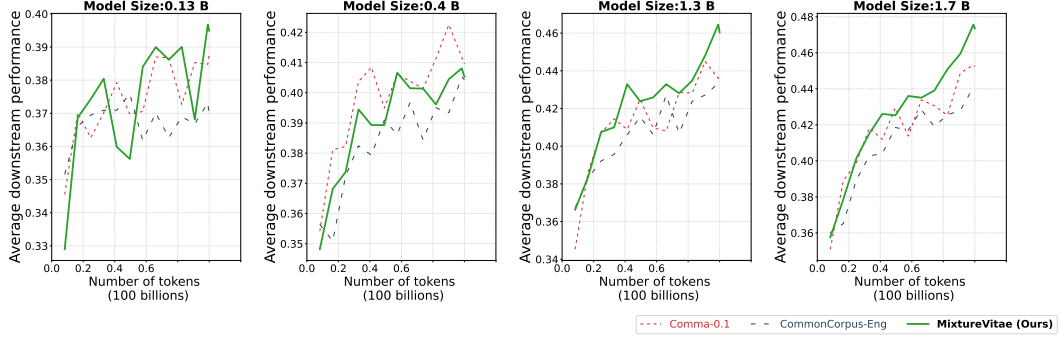 Model Size:0.13 B
Average downstream performance
0.40
0.39
0.38
0.37
0.36
0.35
0.34
0.33
0.0 0.2 0.4 0.6
Number of tokens
(100 billions)
Model Size:0.4 B
Average downstream performance
0.42
0.41
0.40
0.39
0.38
0.37
0.36
0.35
0.0 0.2 0.4 0.6
Number of tokens
(100 billions)
Model Size:1.3 B
Average downstream performance
0.46
0.44
0.42
0.40
0.38
0.36
0.34
0.0 0.2 0.4 0.6
Number of tokens
(100 billions)
Model Size:1.7 B
Average downstream performance
0.48
0.46
0.44
0.42
0.40
0.38
0.36
0.0 0.2 0.4 0.6
Number of tokens
(100 billions)
Comma-0.1 CommonCorpus-Eng MixtureVitae (Ours)